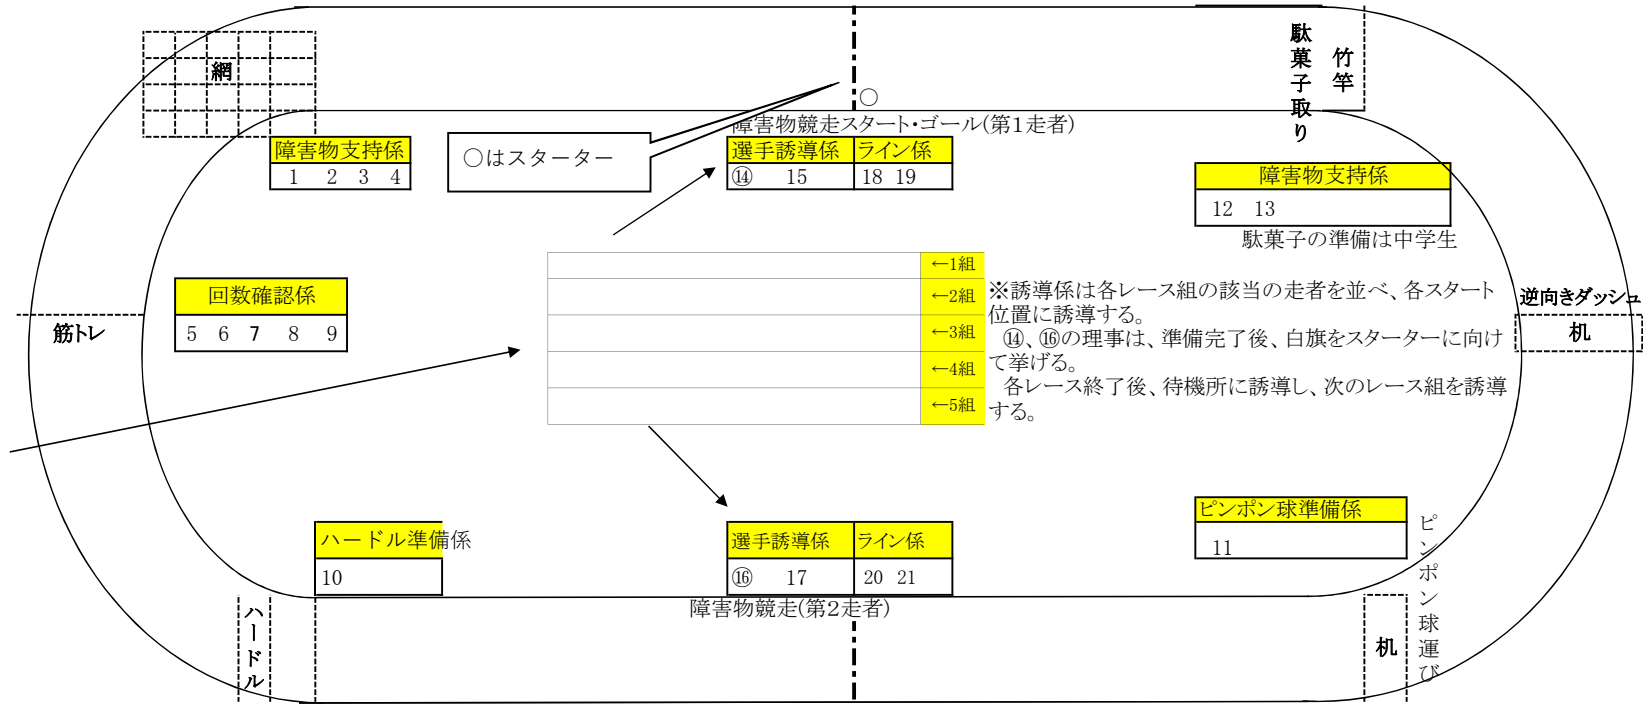 網
駄菓子取り
竹竿
○
障害物競走スタート・ゴール(第1走者)
○はスターター
障害物支持係
1 2 3 4
選手誘導係 ライン係
⑭ 15 18 19
障害物支持係
12 13
駄菓子の準備は中学生
←1組
←2組
←3組
←4組
←5組
※誘導係は各レース組の該当の走者を並べ、各スタート
位置に誘導する。
⑭、⑯の理事は、準備完了後、白旗をスターターに向け
て挙げる。
各レース終了後、待機所に誘導し、次のレース組を誘導
する。
回数確認係
5 6 7 8 9
筋トレ
逆向きダッシュ
机
ハードル準備係
10
選手誘導係 ライン係
⑯ 17 20 21
障害物競走(第2走者)
ピンポン球準備係
11
ピンポン球運び
ハードル
机